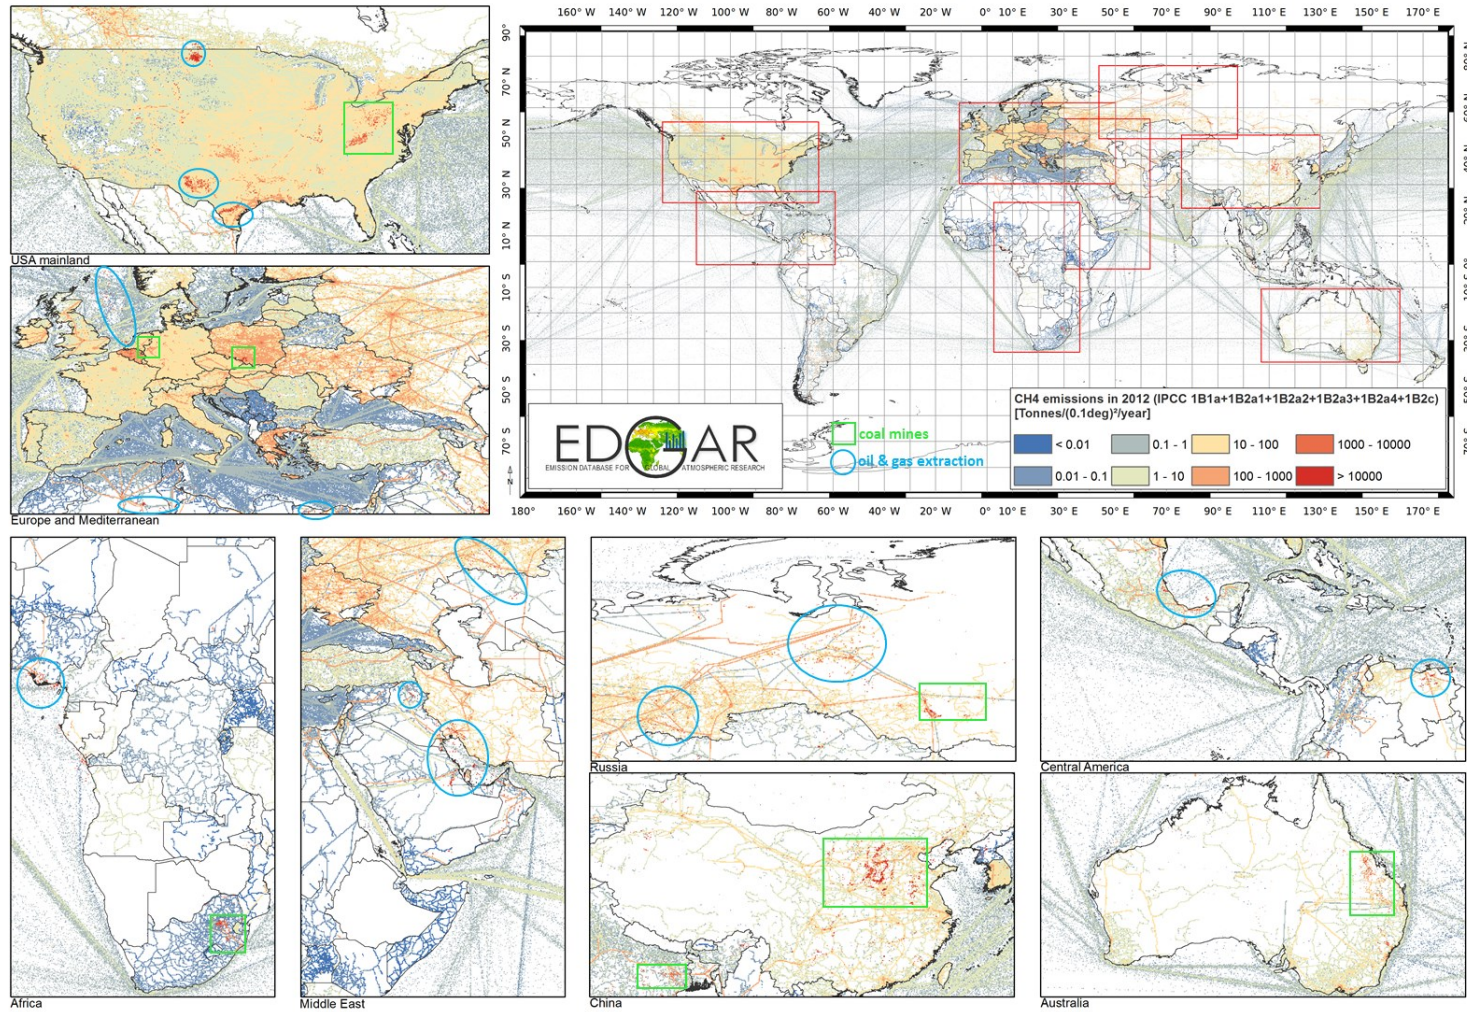 160° W 140° W 120° W 100° W 80° W 60° W 40° W 20° W 0° 10° E 30° E 50° E 70° E 90° E 110° E 130° E 150° E 170° E
90°
70° N
50° N
30° N
10° N
10° S
30° S
50° S
70° S
USA mainland
Europe and Mediterranean
EDGAR
EMISSION DATABASE FOR GLOBAL ATMOSPHERIC RESEARCH
coal mines
oil & gas extraction
CH4 emissions in 2012 (IPCC 1B1a+1B2a1+1B2a2+1B2a3+1B2a4+1B2c)
[Tonnes/(0.1deg)²/year]
< 0.01 0.1 - 1 10 - 100 1000 - 10000
0.01 - 0.1 1 - 10 100 - 1000 > 10000
180° 160° W 140° W 120° W 100° W 80° W 60° W 40° W 20° W 0° 10° E 30° E 50° E 70° E 90° E 110° E 130° E 150° E 170° E
Africa
Middle East
Russia
Central America
China
Australia